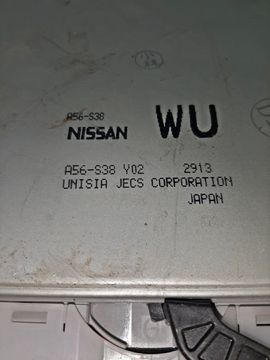 A56-S38
NISSAN WU
A56-S38 Y02 2913
UNISIA JECS CORPORATION
JAPAN